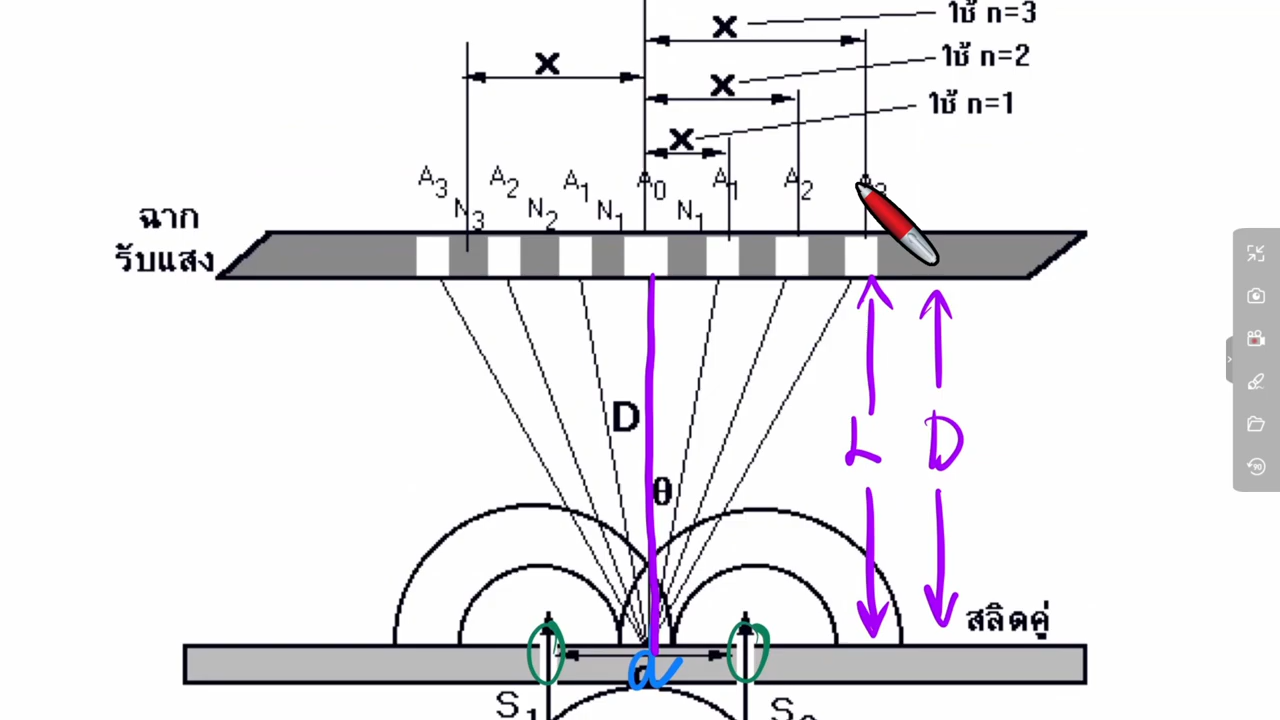 ใช้ n=3
X
ใช้ n=2
X
X
ใช้ n=1
X
A3 A2 A1 A0 A1 A2
N3 N2 N1 N1
ฉาก
รับแสง
D
L D
θ
สลิดคู่
d
S1